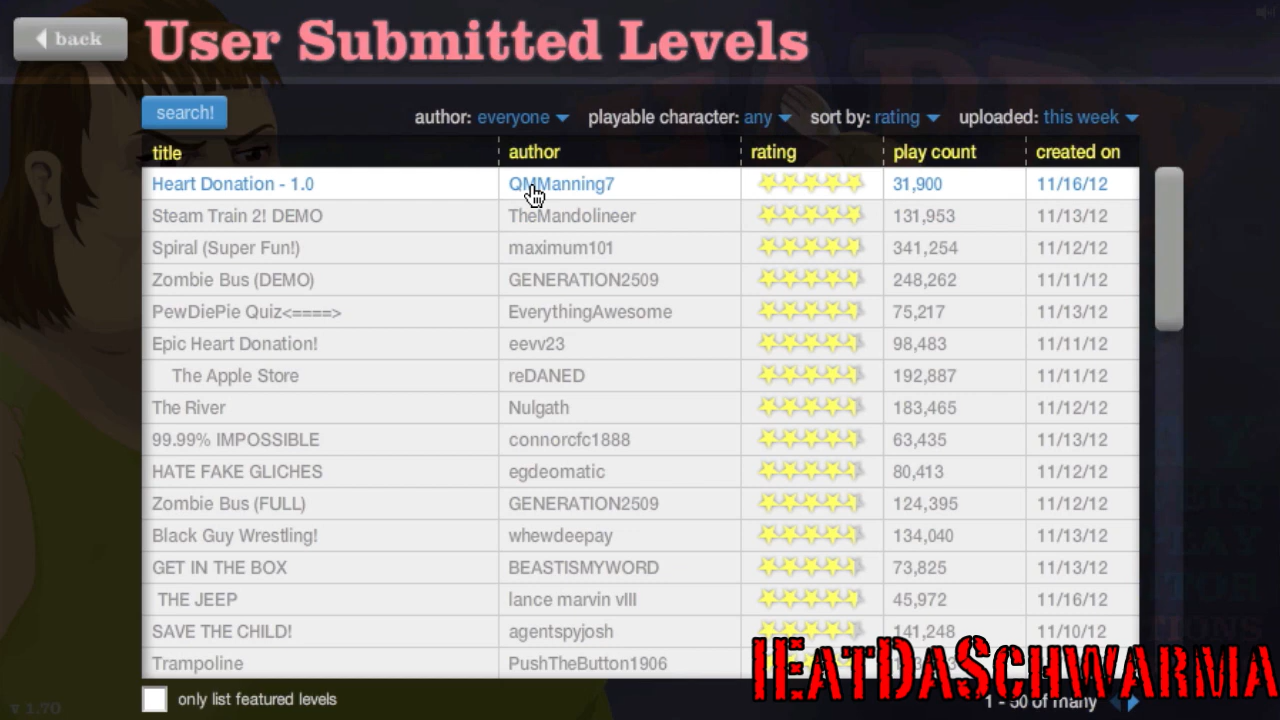 back
User Submitted Levels
search!
author: everyone playable character: any sort by: rating uploaded: this week
title author rating play count created on
Heart Donation - 1.0 QMManning7 31,900 11/16/12
Steam Train 2! DEMO TheMandolineer 131,953 11/13/12
Spiral (Super Fun!) maximum101 341,254 11/12/12
Zombie Bus (DEMO) GENERATION2509 248,262 11/11/12
PewDiePie Quiz<====> EverythingAwesome 75,217 11/13/12
Epic Heart Donation! eevv23 98,483 11/11/12
The Apple Store reDANED 192,887 11/11/12
The River Nulgath 183,465 11/12/12
99.99% IMPOSSIBLE connorcfc1888 63,435 11/13/12
HATE FAKE GLICHES egdeomatic 80,413 11/12/12
Zombie Bus (FULL) GENERATION2509 124,395 11/12/12
Black Guy Wrestling! whewdeepay 134,040 11/13/12
GET IN THE BOX BEASTISMYWORD 73,825 11/13/12
THE JEEP lance marvin vIII 45,972 11/16/12
SAVE THE CHILD! agentspyjosh 141,248 11/10/12
Trampoline PushTheButton1906
IEatDaSchwarma
only list featured levels 1 - 50 of many
v 1.70